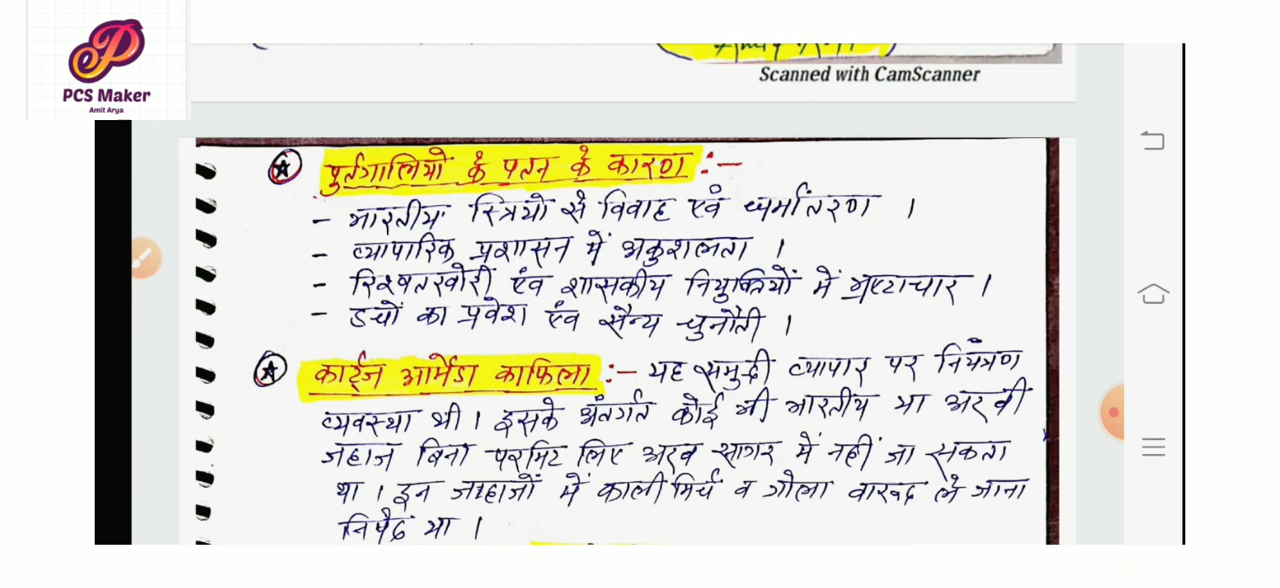 PCS Maker
Amit Arya
Scanned with CamScanner
पुर्तगालियो के पतन के कारण :-
- भारतीय स्त्रियो से विवाह एवं धर्मांतरण ।
- व्यापारिक प्रशासन में अकुशलता ।
- रिश्वतखोरी एंव शासकीय नियुक्तियों में भ्रष्टाचार ।
- डचों का प्रवेश एंव सैन्य चुनौती ।
कार्ट्ज आर्मेडा काफिला :- यह समुद्री व्यापार पर नियंत्रण
व्यवस्था थी । इसके अंतर्गत कोई भी भारतीय या अरबी
जहाज बिना परमिट लिए अरब सागर में नहीं जा सकता
था । इन जहाजों में काली मिर्च व गोला बारूद ले जाना
निषेद था ।